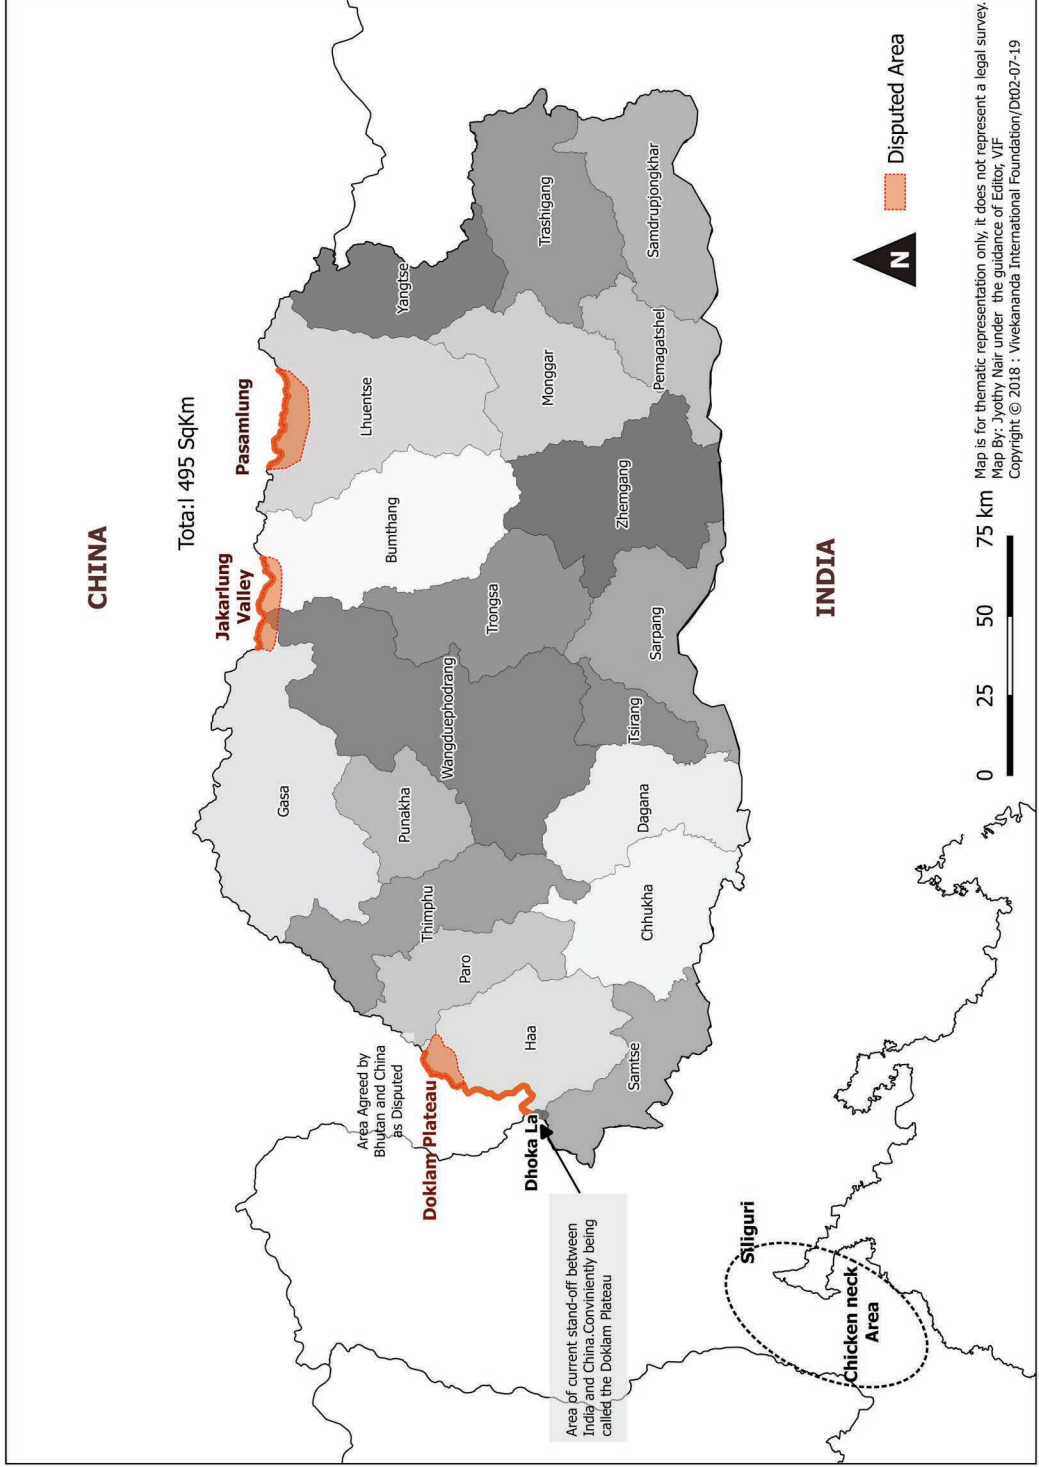 CHINA
Tota:l 495 SqKm
Jakarlung
Valley
Pasamlung
Gasa
Punakha
Wangduephodrang
Bumthang
Lhuentse
Yangtse
Thimphu
Paro
Haa
Trongsa
Monggar
Trashigang
Area Agreed by
Bhutan and China
as Disputed
Doklam Plateau
Dhoka La
Samtse
Chhukha
Dagana
Tsirang
Sarpang
Zhemgang
Pemagatshel
Samdrupjongkhar
Area of current stand-off between
India and China.Conviniently being
called the Doklam Plateau
Siliguri
Chicken neck
Area
INDIA
N
Disputed Area
0 25 50 75 km
Map is for thematic representation only, it does not represent a legal survey.
Map By: Jyothy Nair under the guidance of Editor, VIF
Copyright © 2018 : Vivekananda International Foundation/Dt02-07-19